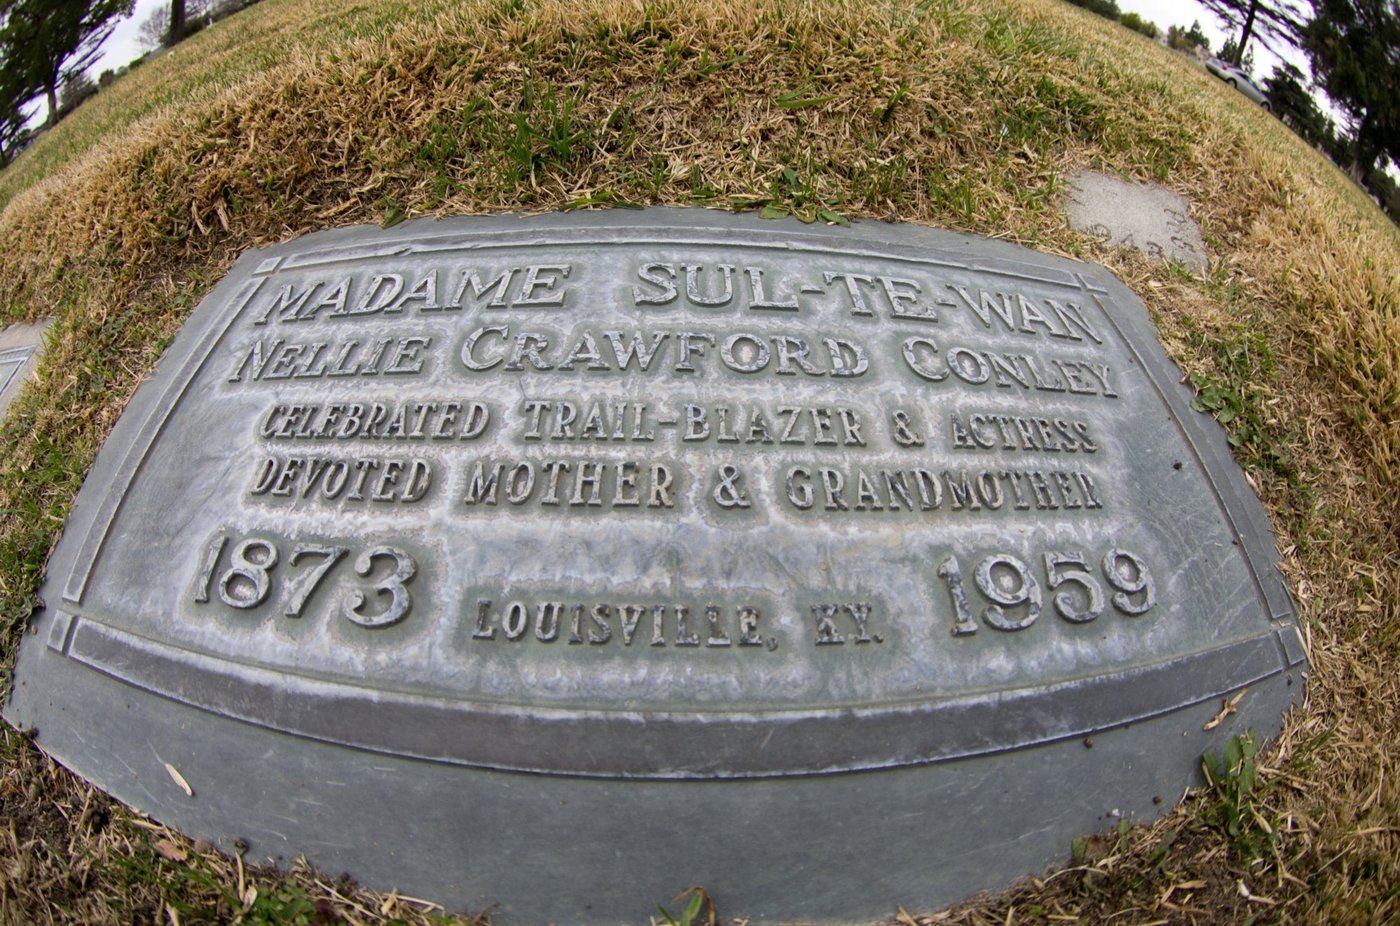 MADAME SUL-TE-WAN
NELLIE CRAWFORD CONLEY
CELEBRATED TRAIL-BLAZER & ACTRESS
DEVOTED MOTHER & GRANDMOTHER
1873 LOUISVILLE, KY. 1959